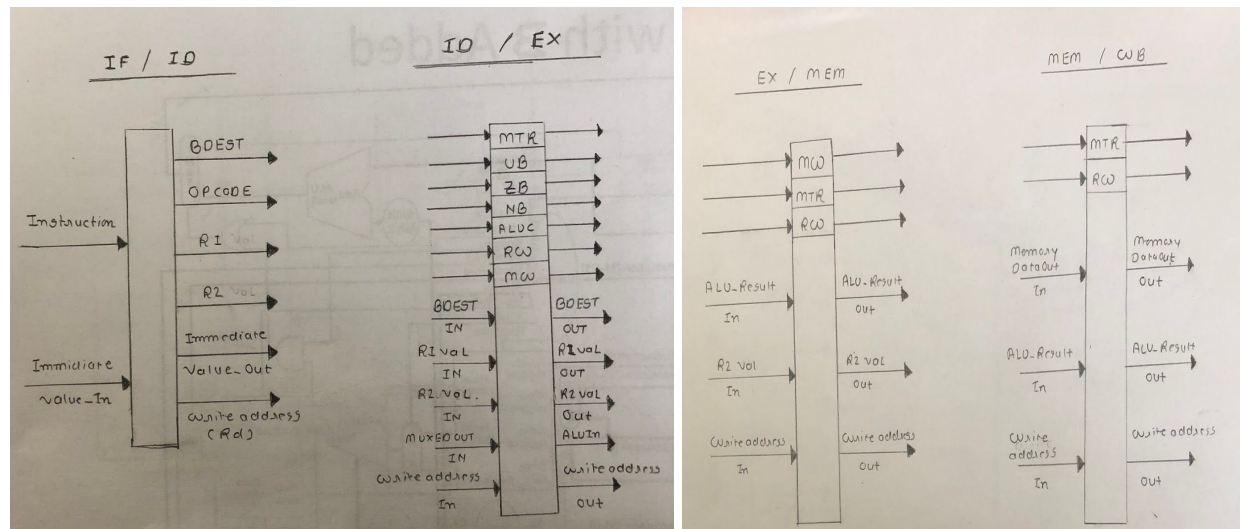 IF / ID
BDEST
OPCODE
Instruction
R1
R2
Immediate
Value_Out
Immidiate
Value_In
Write address
(Rd)
ID / EX
MTR
UB
ZB
NB
ALUC
RW
MW
BDEST
IN
BDEST
OUT
R1 Val
IN
R1 Val
OUT
R2 Val.
IN
R2 Val
Out
MUXED OUT
IN
ALUIn
Write address
In
Write address
Out
EX / MEM
MW
MTR
RW
ALU_Result
In
ALU_Result
Out
R2 Val
In
R2 Val
Out
Write address
In
Write address
Out
MEM / WB
MTR
RW
Memory
DataOut
In
Memory
DataOut
Out
ALU_Result
In
ALU_Result
Out
Write
address
In
Write address
Out
with B Added